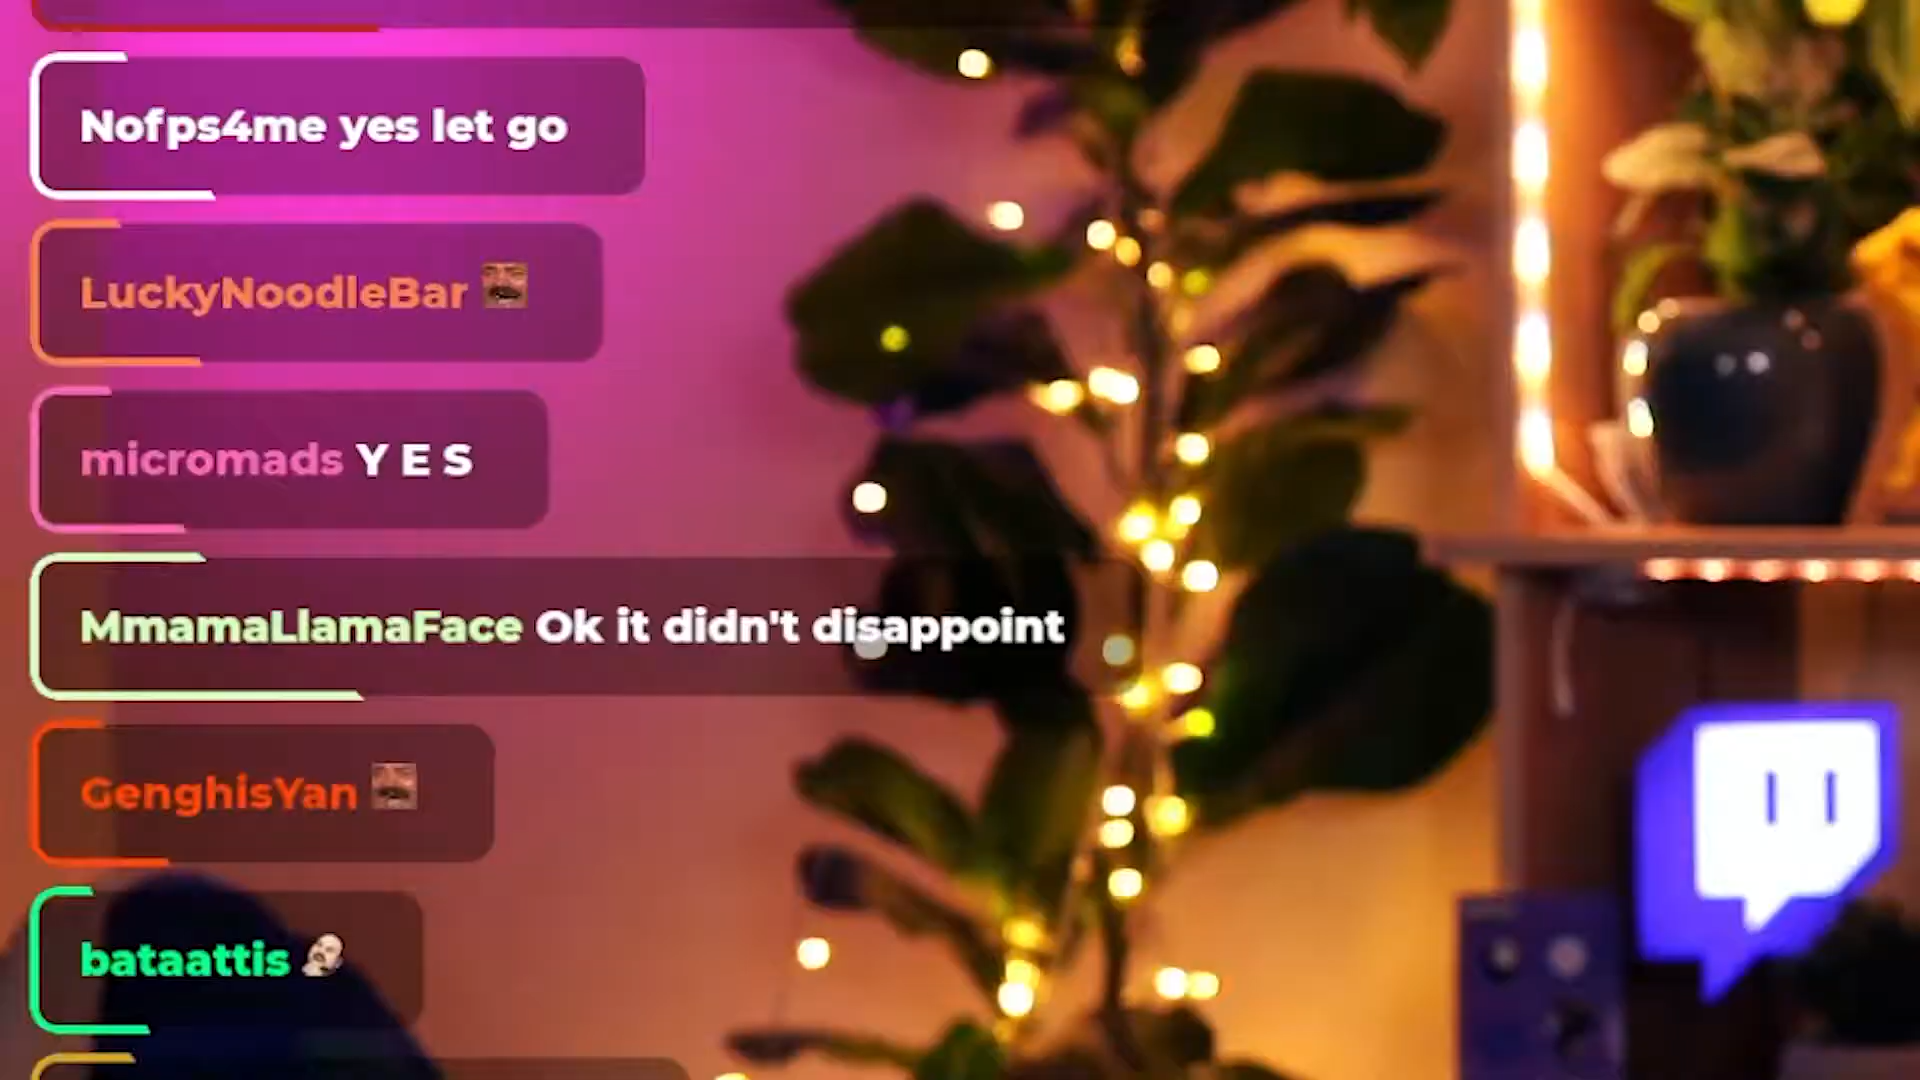 Nofps4me yes let go
LuckyNoodleBar
micromads Y E S
MmamaLlamaFace Ok it didn't disappoint
GenghisYan
bataattis